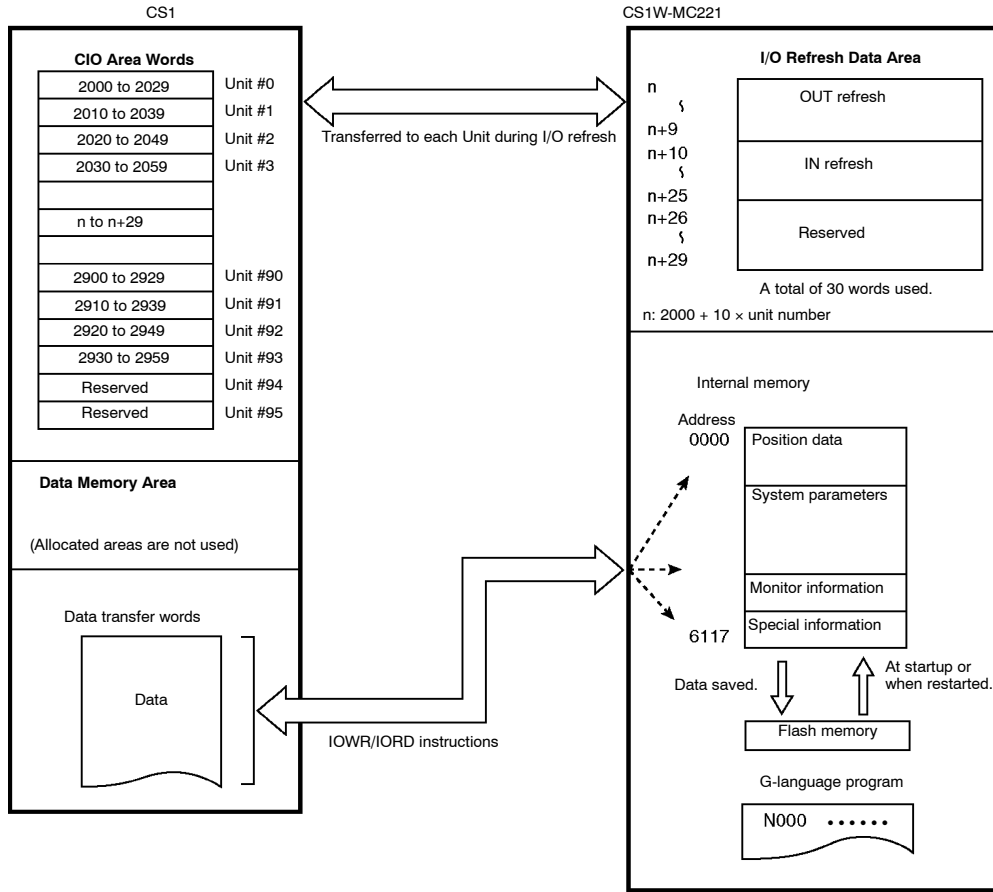 CS1
CIO Area Words
2000 to 2029 Unit #0
2010 to 2039 Unit #1
2020 to 2049 Unit #2
2030 to 2059 Unit #3
n to n+29
2900 to 2929 Unit #90
2910 to 2939 Unit #91
2920 to 2949 Unit #92
2930 to 2959 Unit #93
Reserved Unit #94
Reserved Unit #95
Data Memory Area
(Allocated areas are not used)
Data transfer words
Data
Transferred to each Unit during I/O refresh
IOWR/IORD instructions
CS1W-MC221
I/O Refresh Data Area
n
OUT refresh
n+9
n+10
IN refresh
n+25
n+26
Reserved
n+29
A total of 30 words used.
n: 2000 + 10 × unit number
Internal memory
Address
0000 Position data
System parameters
Monitor information
6117 Special information
Data saved.
At startup or
when restarted.
Flash memory
G-language program
N000 ••••••